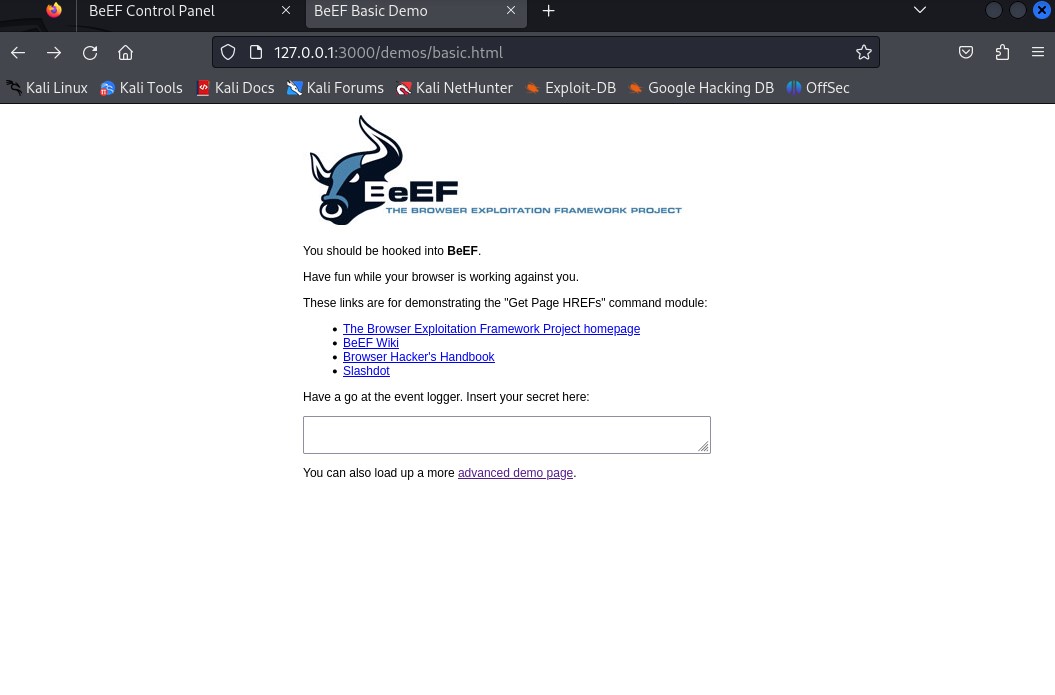 BeEF Control Panel
BeEF Basic Demo
127.0.0.1:3000/demos/basic.html
Kali Linux Kali Tools Kali Docs Kali Forums Kali NetHunter Exploit-DB Google Hacking DB OffSec
BeEF
THE BROWSER EXPLOITATION FRAMEWORK PROJECT
You should be hooked into BeEF.
Have fun while your browser is working against you.
These links are for demonstrating the "Get Page HREFs" command module:
The Browser Exploitation Framework Project homepage
BeEF Wiki
Browser Hacker's Handbook
Slashdot
Have a go at the event logger. Insert your secret here:
You can also load up a more advanced demo page.